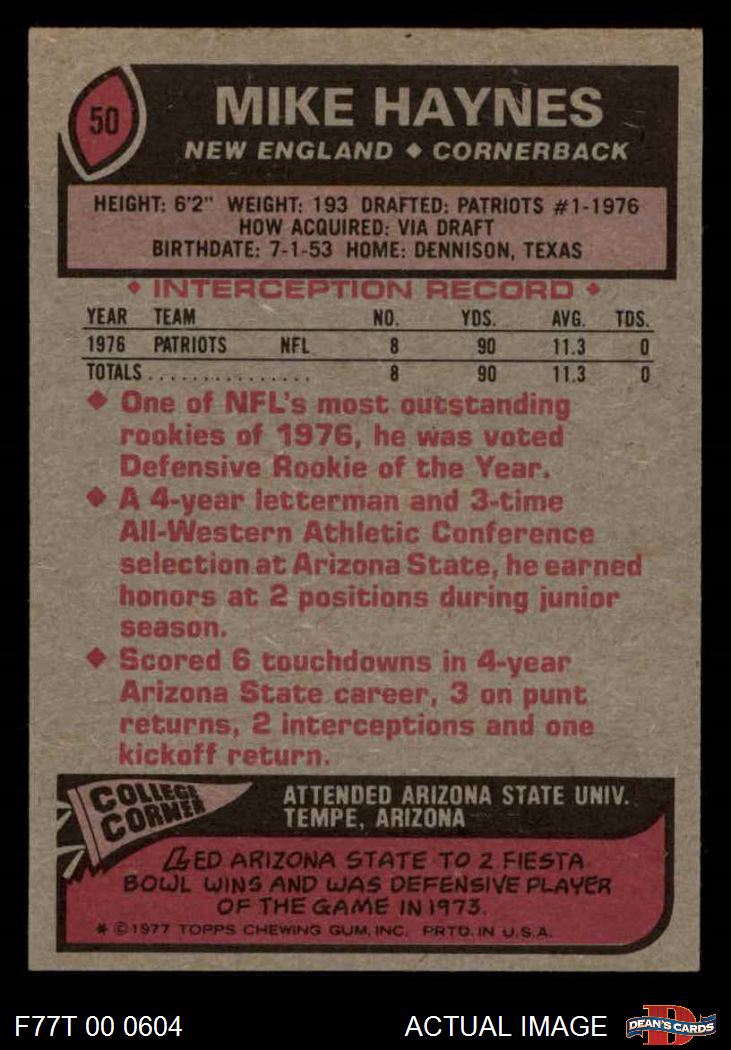 50
MIKE HAYNES
NEW ENGLAND ♦ CORNERBACK
HEIGHT: 6'2" WEIGHT: 193 DRAFTED: PATRIOTS #1-1976
HOW ACQUIRED: VIA DRAFT
BIRTHDATE: 7-1-53 HOME: DENNISON, TEXAS
♦ INTERCEPTION RECORD ♦
YEAR TEAM NO. YDS. AVG. TDS.
1976 PATRIOTS NFL 8 90 11.3 0
TOTALS ............... 8 90 11.3 0
♦ One of NFL's most outstanding
rookies of 1976, he was voted
Defensive Rookie of the Year.
♦ A 4-year letterman and 3-time
All-Western Athletic Conference
selection at Arizona State, he earned
honors at 2 positions during junior
season.
♦ Scored 6 touchdowns in 4-year
Arizona State career, 3 on punt
returns, 2 interceptions and one
kickoff return.
COLLEGE
CORNER
ATTENDED ARIZONA STATE UNIV.
TEMPE, ARIZONA
LED ARIZONA STATE TO 2 FIESTA
BOWL WINS AND WAS DEFENSIVE PLAYER
OF THE GAME IN 1973.
* © 1977 TOPPS CHEWING GUM, INC. PRTD. IN U.S.A.
F77T 00 0604 ACTUAL IMAGE
D
DEAN'S CARDS